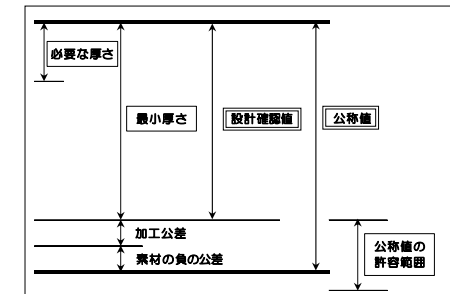 必要な厚さ
最小厚さ
設計確認値
公称値
加工公差
素材の負の公差
公称値の
許容範囲